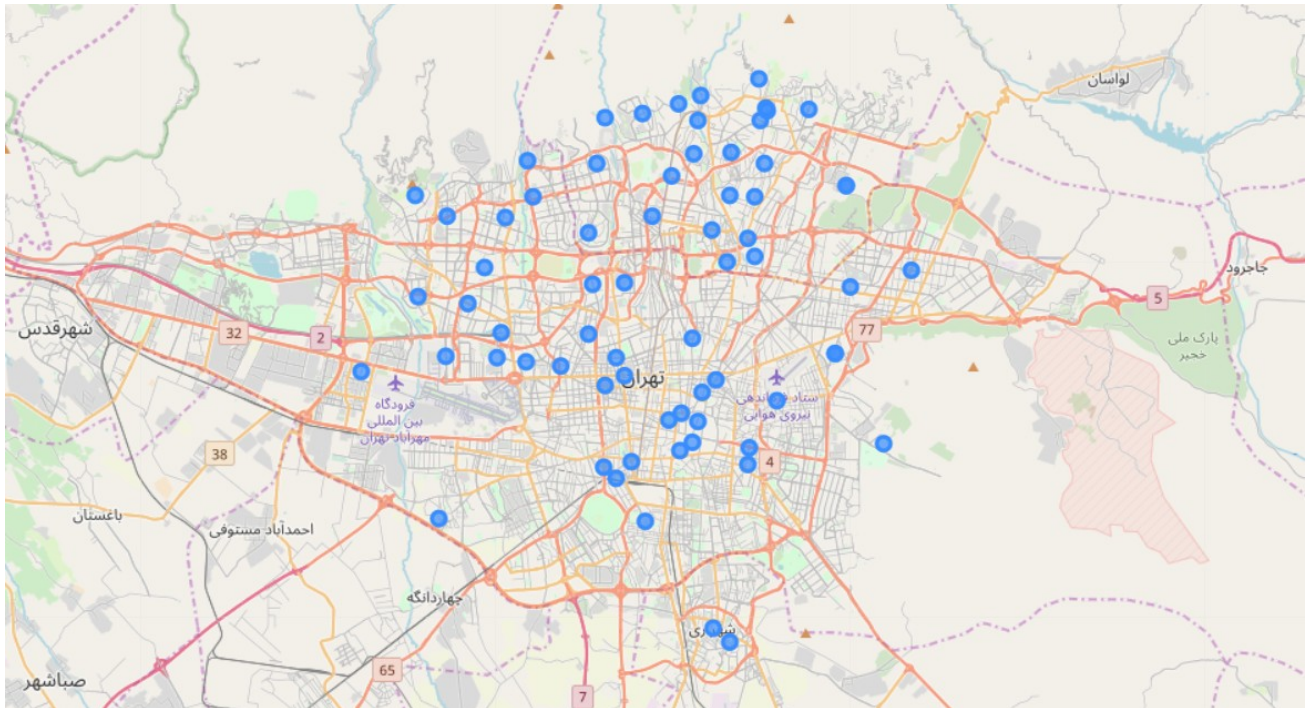 لواسان
جاجرود
5
شهرقدس
32
2
77
پارک ملی
خجیر
تهران
فرودگاه
بین المللی
مهرآباد تهران
ستاد
نیروی هوایی
38
4
باغستان
احمدآباد مستوفی
چهاردانگه
65
صباشهر
7